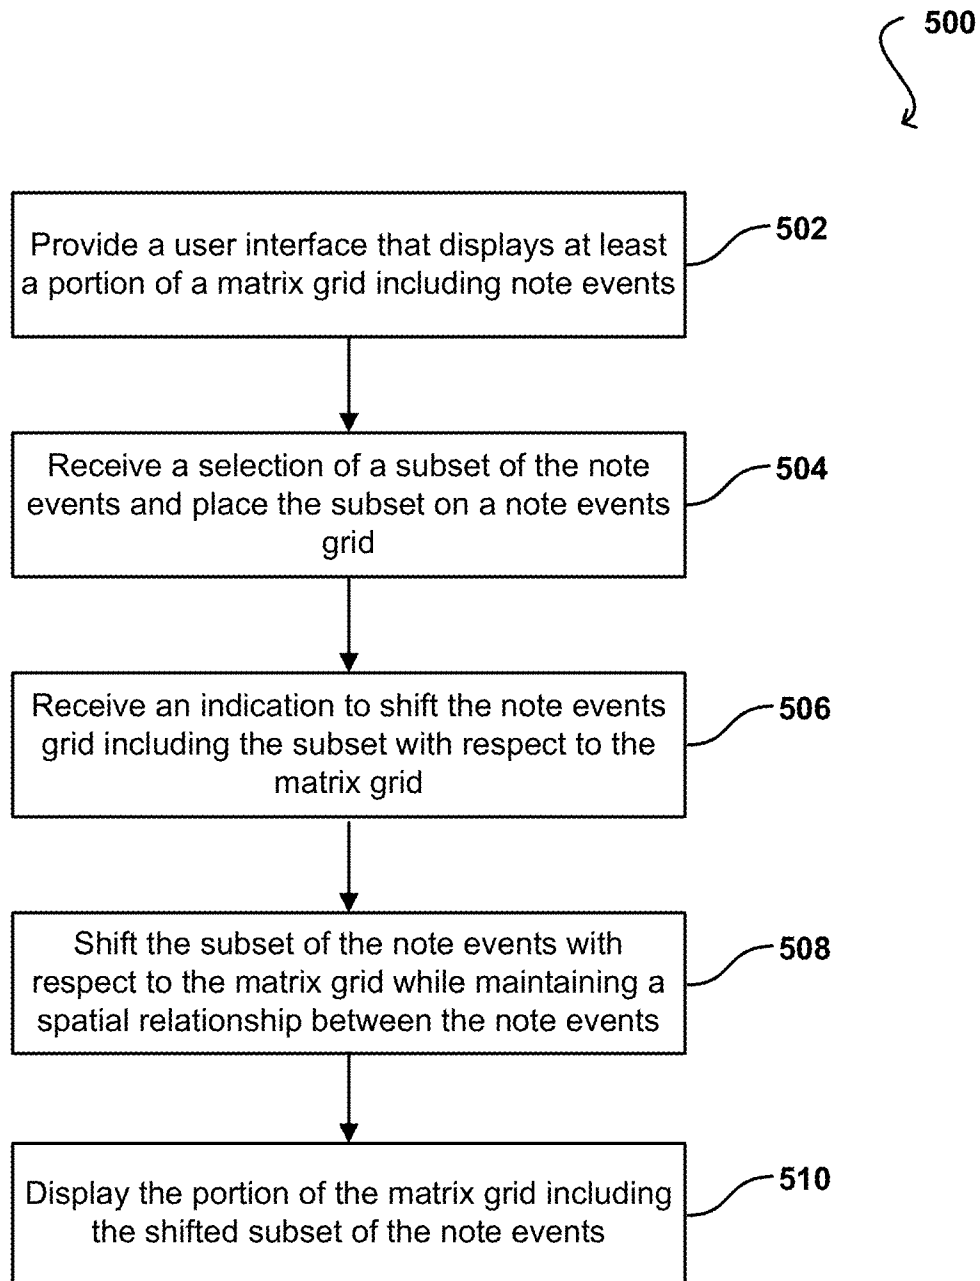 500
Provide a user interface that displays at least
a portion of a matrix grid including note events
502
Receive a selection of a subset of the note
events and place the subset on a note events
grid
504
Receive an indication to shift the note events
grid including the subset with respect to the
matrix grid
506
Shift the subset of the note events with
respect to the matrix grid while maintaining a
spatial relationship between the note events
508
Display the portion of the matrix grid including
the shifted subset of the note events
510